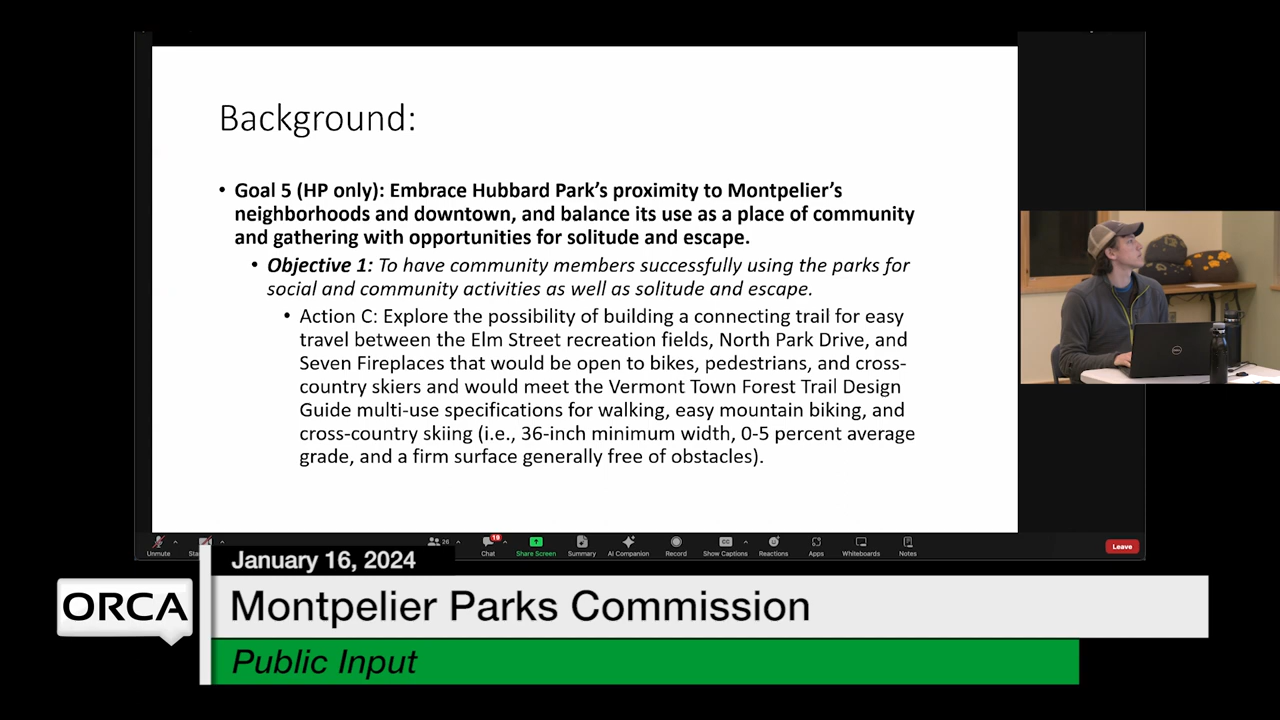 Background:
• Goal 5 (HP only): Embrace Hubbard Park's proximity to Montpelier's
neighborhoods and downtown, and balance its use as a place of community
and gathering with opportunities for solitude and escape.
• Objective 1: To have community members successfully using the parks for
social and community activities as well as solitude and escape.
• Action C: Explore the possibility of building a connecting trail for easy
travel between the Elm Street recreation fields, North Park Drive, and
Seven Fireplaces that would be open to bikes, pedestrians, and cross-
country skiers and would meet the Vermont Town Forest Trail Design
Guide multi-use specifications for walking, easy mountain biking, and
cross-country skiing (i.e., 36-inch minimum width, 0-5 percent average
grade, and a firm surface generally free of obstacles).
Unmute
26
Chat
19
Share Screen
Summary
AI Companion
Record
CC
Show Captions
Reactions
Apps
Whiteboards
Notes
Leave
DELL
January 16, 2024
ORCA
Montpelier Parks Commission
Public Input